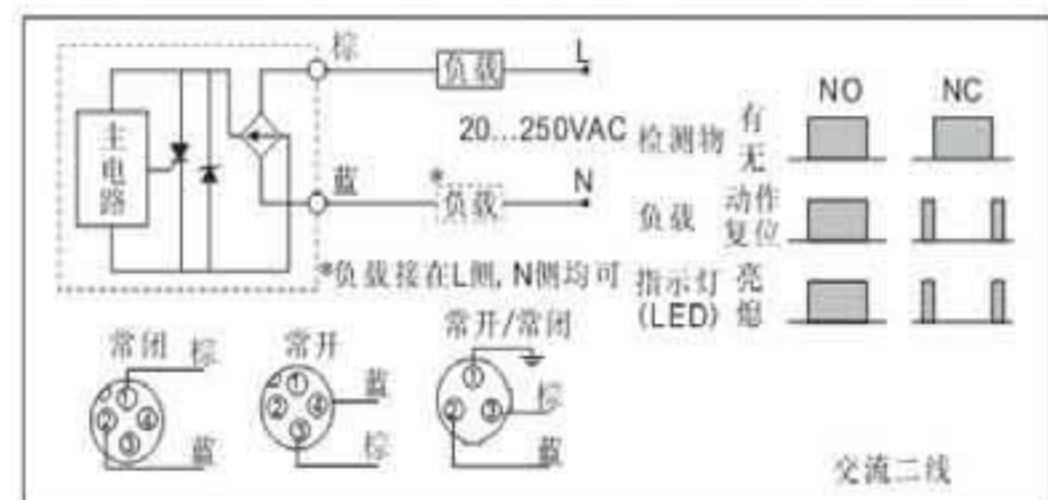 棕
负载
L
主电路
20...250VAC
蓝
*
负载
N
*负载接在L侧, N侧均可
NO
NC
检测物
有
无
负载
动作
复位
指示灯
(LED)
亮
熄
常闭
棕
①
②
④
③
蓝
常开
①
②
④
③
蓝
棕
常开/常闭
①
②
③
棕
蓝
交流二线